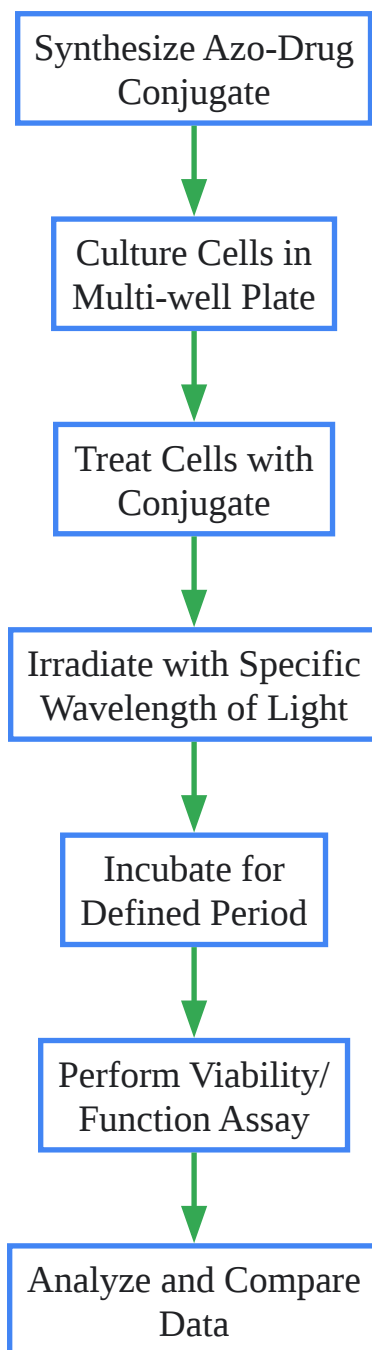 Synthesize Azo-Drug
Conjugate
Culture Cells in
Multi-well Plate
Treat Cells with
Conjugate
Irradiate with Specific
Wavelength of Light
Incubate for
Defined Period
Perform Viability/
Function Assay
Analyze and Compare
Data